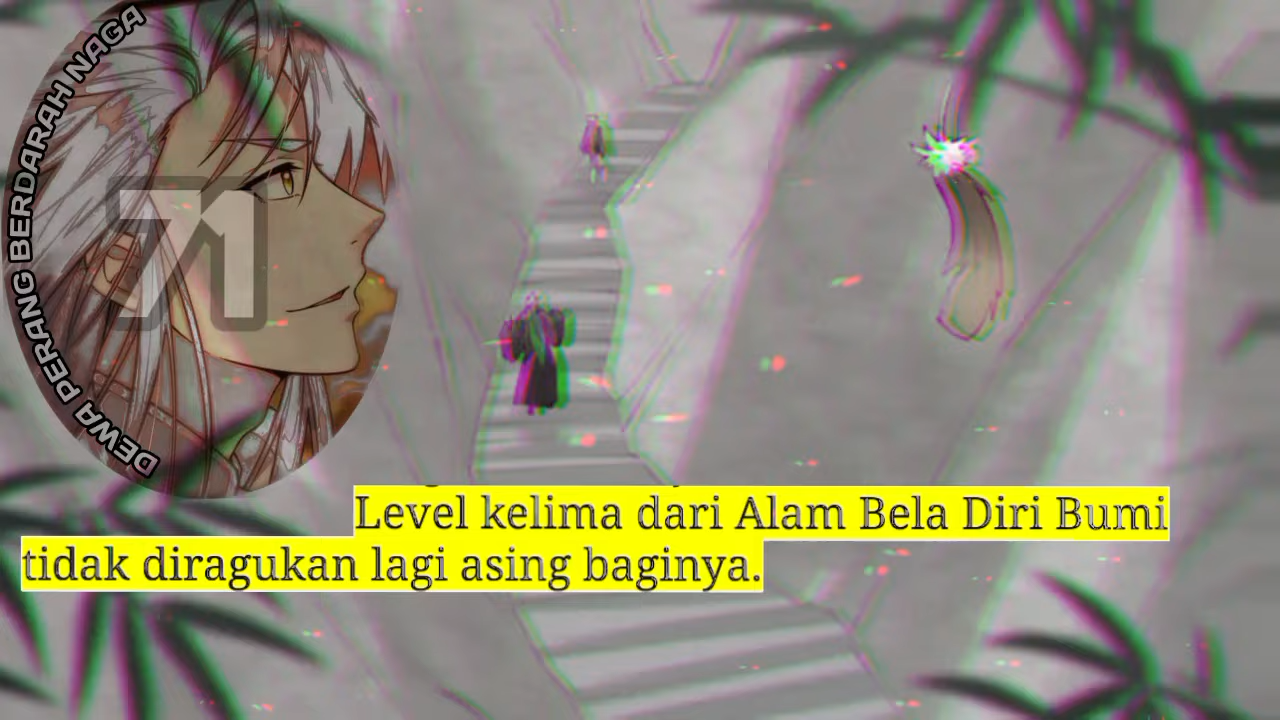 DEWA PERANG BERDARAH NAGA
71
Level kelima dari Alam Bela Diri Bumi
tidak diragukan lagi asing baginya.